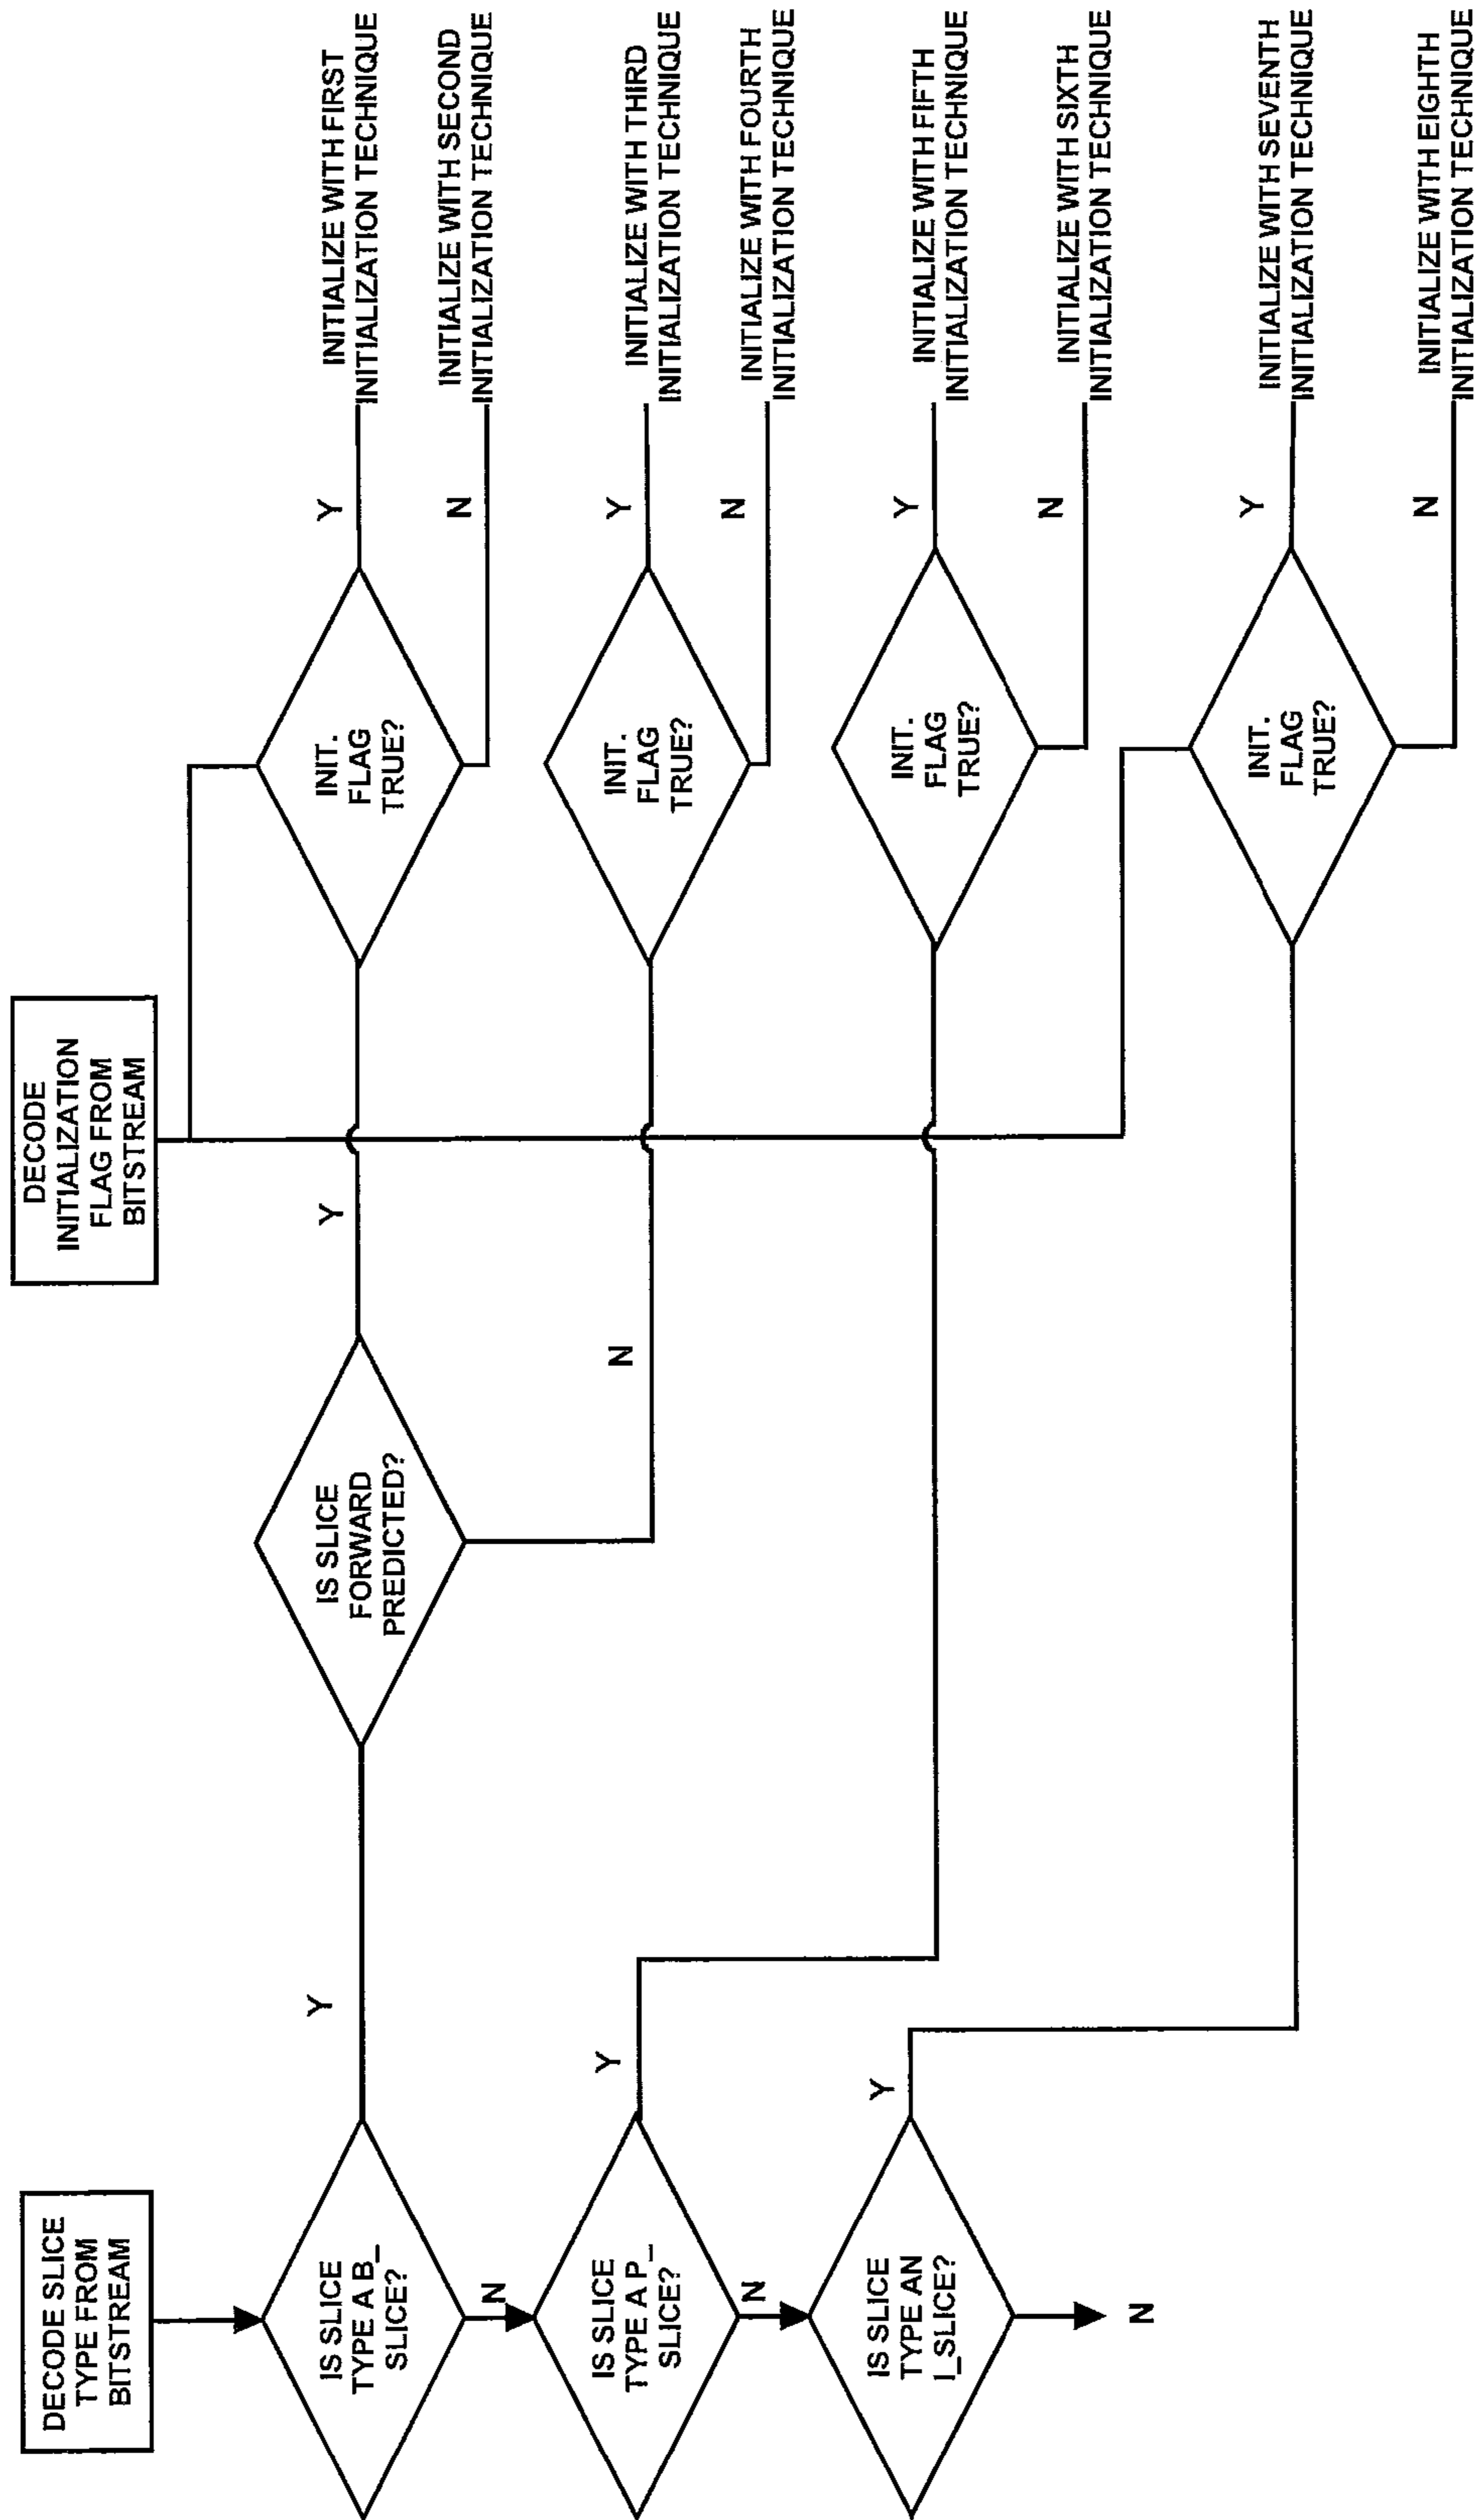 DECODE SLICE
TYPE FROM
BITSTREAM
IS SLICE
TYPE A B_
SLICE?
Y
N
IS SLICE
TYPE A P_
SLICE?
Y
N
IS SLICE
TYPE AN
I_SLICE?
Y
N
IS SLICE
FORWARD
PREDICTED?
Y
N
DECODE
INITIALIZATION
FLAG FROM
BITSTREAM
INIT.
FLAG
TRUE?
Y
N
INIT.
FLAG
TRUE?
Y
N
INIT.
FLAG
TRUE?
Y
N
INIT.
FLAG
TRUE?
Y
N
INITIALIZE WITH FIRST
INITIALIZATION TECHNIQUE
INITIALIZE WITH SECOND
INITIALIZATION TECHNIQUE
INITIALIZE WITH THIRD
INITIALIZATION TECHNIQUE
INITIALIZE WITH FOURTH
INITIALIZATION TECHNIQUE
INITIALIZE WITH FIFTH
INITIALIZATION TECHNIQUE
INITIALIZE WITH SIXTH
INITIALIZATION TECHNIQUE
INITIALIZE WITH SEVENTH
INITIALIZATION TECHNIQUE
INITIALIZE WITH EIGHTH
INITIALIZATION TECHNIQUE